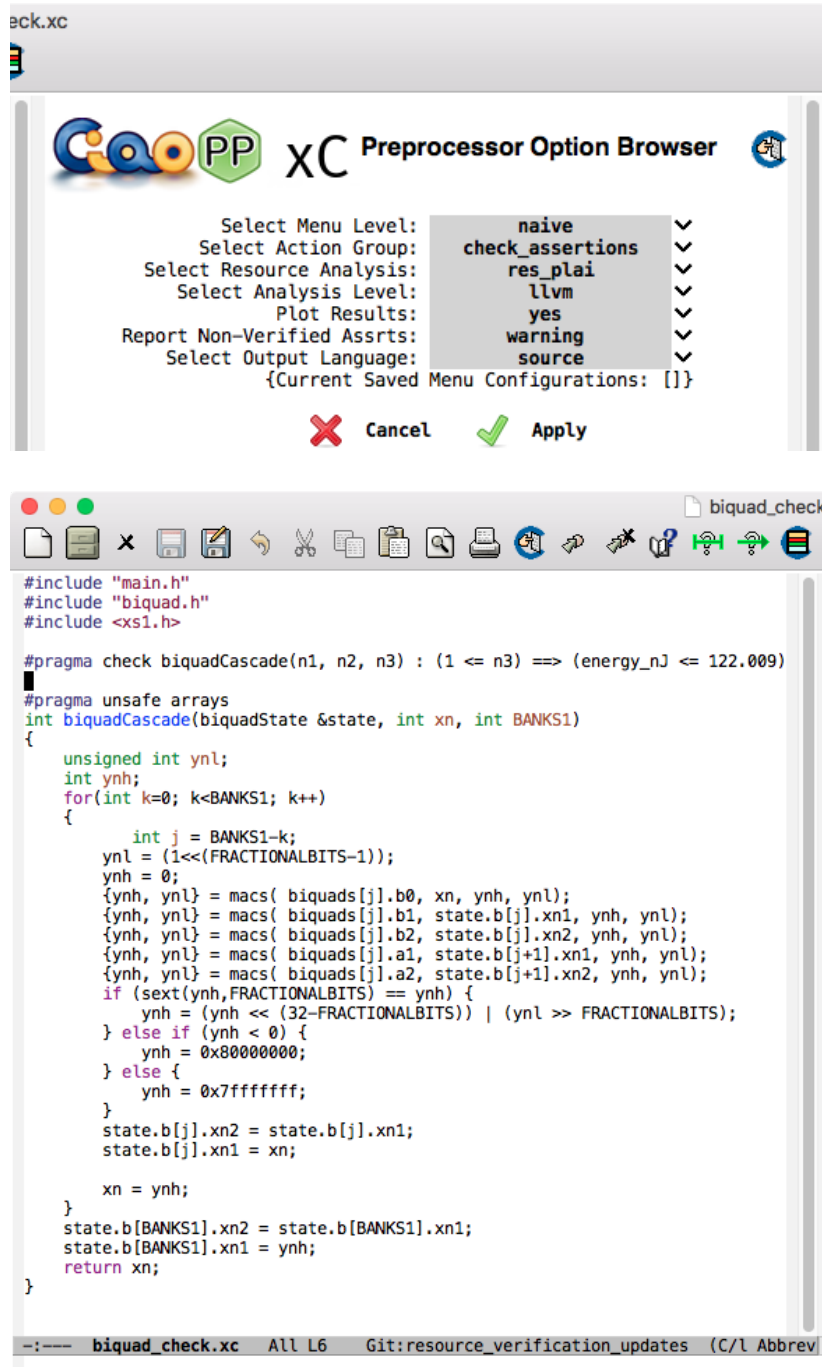 eck.xc
Ciao PP xC Preprocessor Option Browser
Select Menu Level: naive
Select Action Group: check_assertions
Select Resource Analysis: res_plai
Select Analysis Level: llvm
Plot Results: yes
Report Non-Verified Assrts: warning
Select Output Language: source
{Current Saved Menu Configurations: []}
Cancel Apply
biquad_check
#include "main.h"
#include "biquad.h"
#include <xs1.h>
#pragma check biquadCascade(n1, n2, n3) : (1 <= n3) ==> (energy_nJ <= 122.009)
#pragma unsafe arrays
int biquadCascade(biquadState &state, int xn, int BANKS1)
{
    unsigned int ynl;
    int ynh;
    for(int k=0; k<BANKS1; k++)
    {
           int j = BANKS1-k;
        ynl = (1<<(FRACTIONALBITS-1));
        ynh = 0;
        {ynh, ynl} = macs( biquads[j].b0, xn, ynh, ynl);
        {ynh, ynl} = macs( biquads[j].b1, state.b[j].xn1, ynh, ynl);
        {ynh, ynl} = macs( biquads[j].b2, state.b[j].xn2, ynh, ynl);
        {ynh, ynl} = macs( biquads[j].a1, state.b[j+1].xn1, ynh, ynl);
        {ynh, ynl} = macs( biquads[j].a2, state.b[j+1].xn2, ynh, ynl);
        if (sext(ynh,FRACTIONALBITS) == ynh) {
            ynh = (ynh << (32-FRACTIONALBITS)) | (ynl >> FRACTIONALBITS);
        } else if (ynh < 0) {
            ynh = 0x80000000;
        } else {
            ynh = 0x7fffffff;
        }
        state.b[j].xn2 = state.b[j].xn1;
        state.b[j].xn1 = xn;
        xn = ynh;
    }
    state.b[BANKS1].xn2 = state.b[BANKS1].xn1;
    state.b[BANKS1].xn1 = ynh;
    return xn;
}
-:--- biquad_check.xc All L6 Git:resource_verification_updates (C/l Abbrev